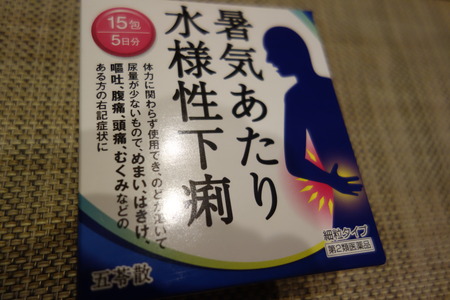 15包
5日分
暑気あたり
水様性下痢
体力に関わらず使用でき、のどが渇いて
尿量が少ないもので、めまい、はきけ、
嘔吐、腹痛、頭痛、むくみなどの
ある方の右記症状に
細粒タイプ
第2類医薬品
五苓散